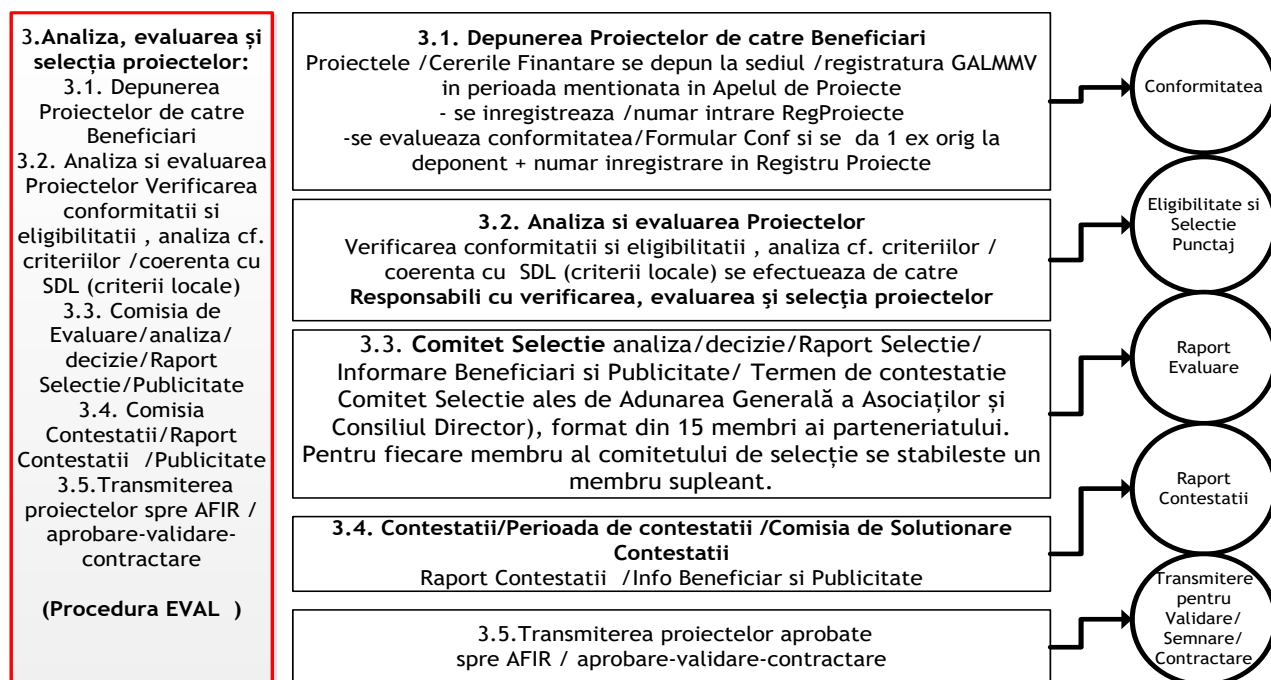 3.Analiza, evaluarea și
selecția proiectelor:
3.1. Depunerea
Proiectelor de catre
Beneficiari
3.2. Analiza si evaluarea
Proiectelor Verificarea
conformitatii si
eligibilitatii , analiza cf.
criteriilor /coerenta cu
SDL (criterii locale)
3.3. Comisia de
Evaluare/analiza/
decizie/Raport
Selectie/Publicitate
3.4. Comisia
Contestatii/Raport
Contestatii /Publicitate
3.5.Transmiterea
proiectelor spre AFIR /
aprobare-validare-
contractare
(Procedura EVAL )
3.1. Depunerea Proiectelor de catre Beneficiari
Proiectele /Cererile Finantare se depun la sediul /registratura GALMMV
in perioada mentionata in Apelul de Proiecte
- se inregistreaza /numar intrare RegProiecte
-se evalueaza conformitatea/Formular Conf si se da 1 ex orig la
deponent + numar inregistrare in Registru Proiecte
Conformitatea
3.2. Analiza si evaluarea Proiectelor
Verificarea conformitatii si eligibilitatii , analiza cf. criteriilor /
coerenta cu SDL (criterii locale) se efectueaza de catre
Responsabili cu verificarea, evaluarea şi selecţia proiectelor
Eligibilitate si
Selectie
Punctaj
3.3. Comitet Selectie analiza/decizie/Raport Selectie/
Informare Beneficiari si Publicitate/ Termen de contestatie
Comitet Selectie ales de Adunarea Generală a Asociaților și
Consiliul Director), format din 15 membri ai parteneriatului.
Pentru fiecare membru al comitetului de selecție se stabileste un
membru supleant.
Raport
Evaluare
3.4. Contestatii/Perioada de contestatii /Comisia de Solutionare
Contestatii
Raport Contestatii /Info Beneficiar si Publicitate
Raport
Contestatii
3.5.Transmiterea proiectelor aprobate
spre AFIR / aprobare-validare-contractare
Transmitere
pentru
Validare/
Semnare/
Contractare